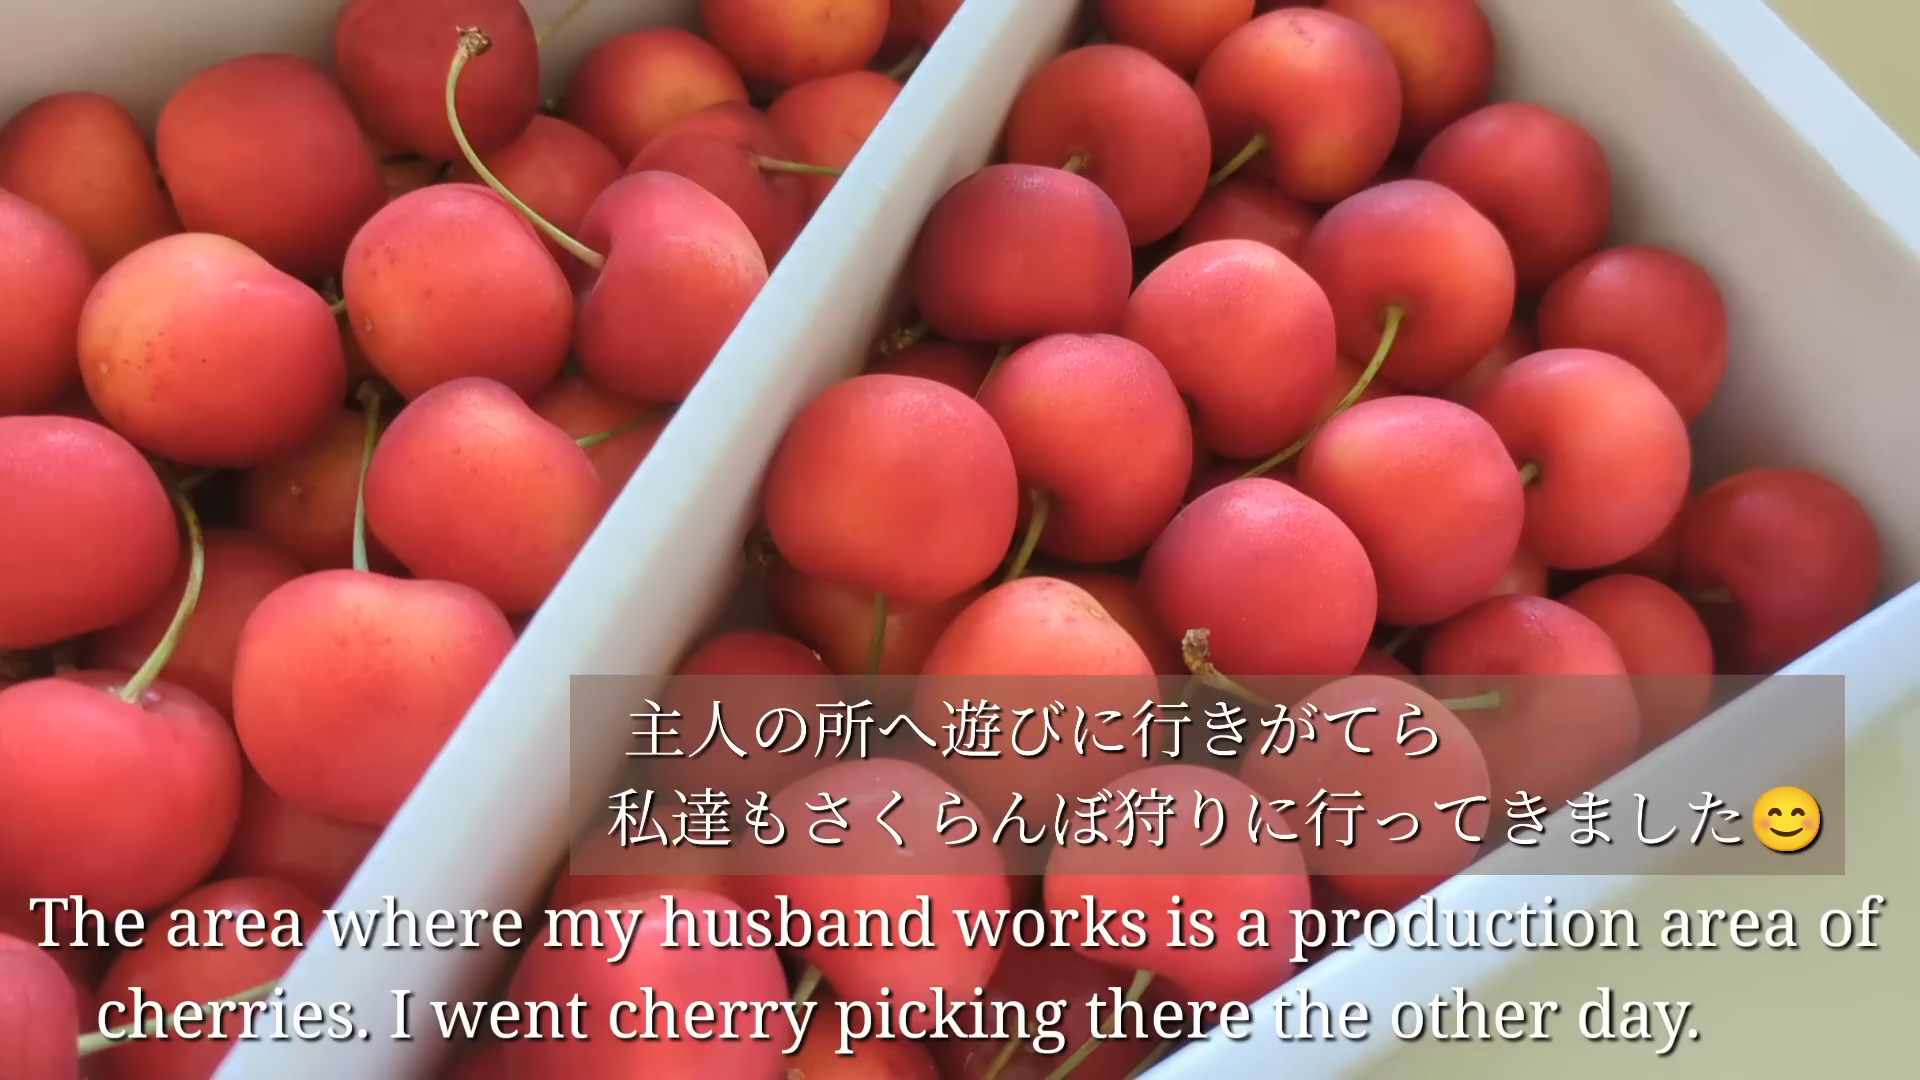 主人の所へ遊びに行きがてら
私達もさくらんぼ狩りに行ってきました😊
The area where my husband works is a production area of
cherries. I went cherry picking there the other day.